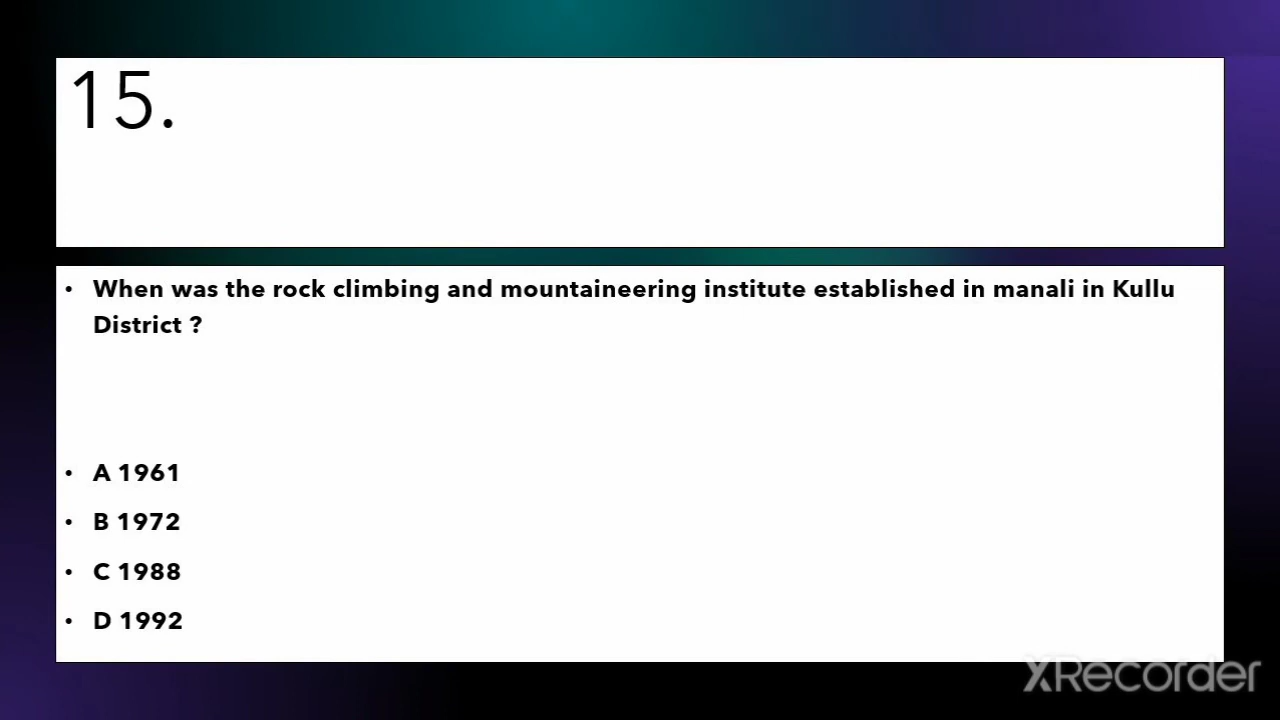 15.
• When was the rock climbing and mountaineering institute established in manali in Kullu
District ?
• A 1961
• B 1972
• C 1988
• D 1992
XRecorder